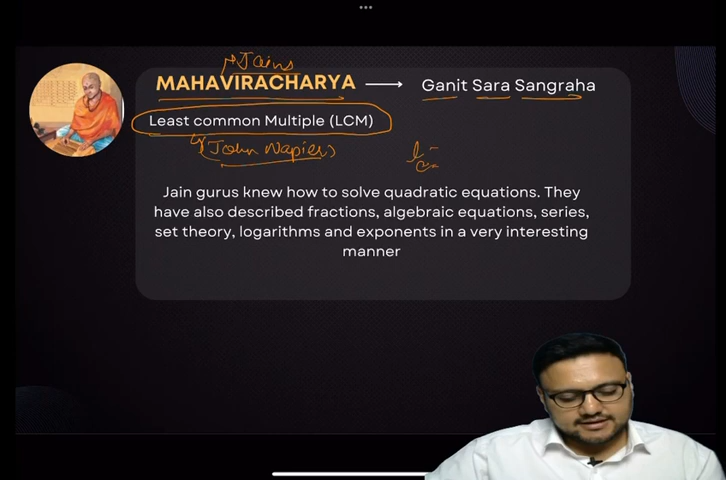 Jains
MAHAVIRACHARYA → Ganit Sara Sangraha
Least common Multiple (LCM)
(John Napier)
Jain gurus knew how to solve quadratic equations. They
have also described fractions, algebraic equations, series,
set theory, logarithms and exponents in a very interesting
manner